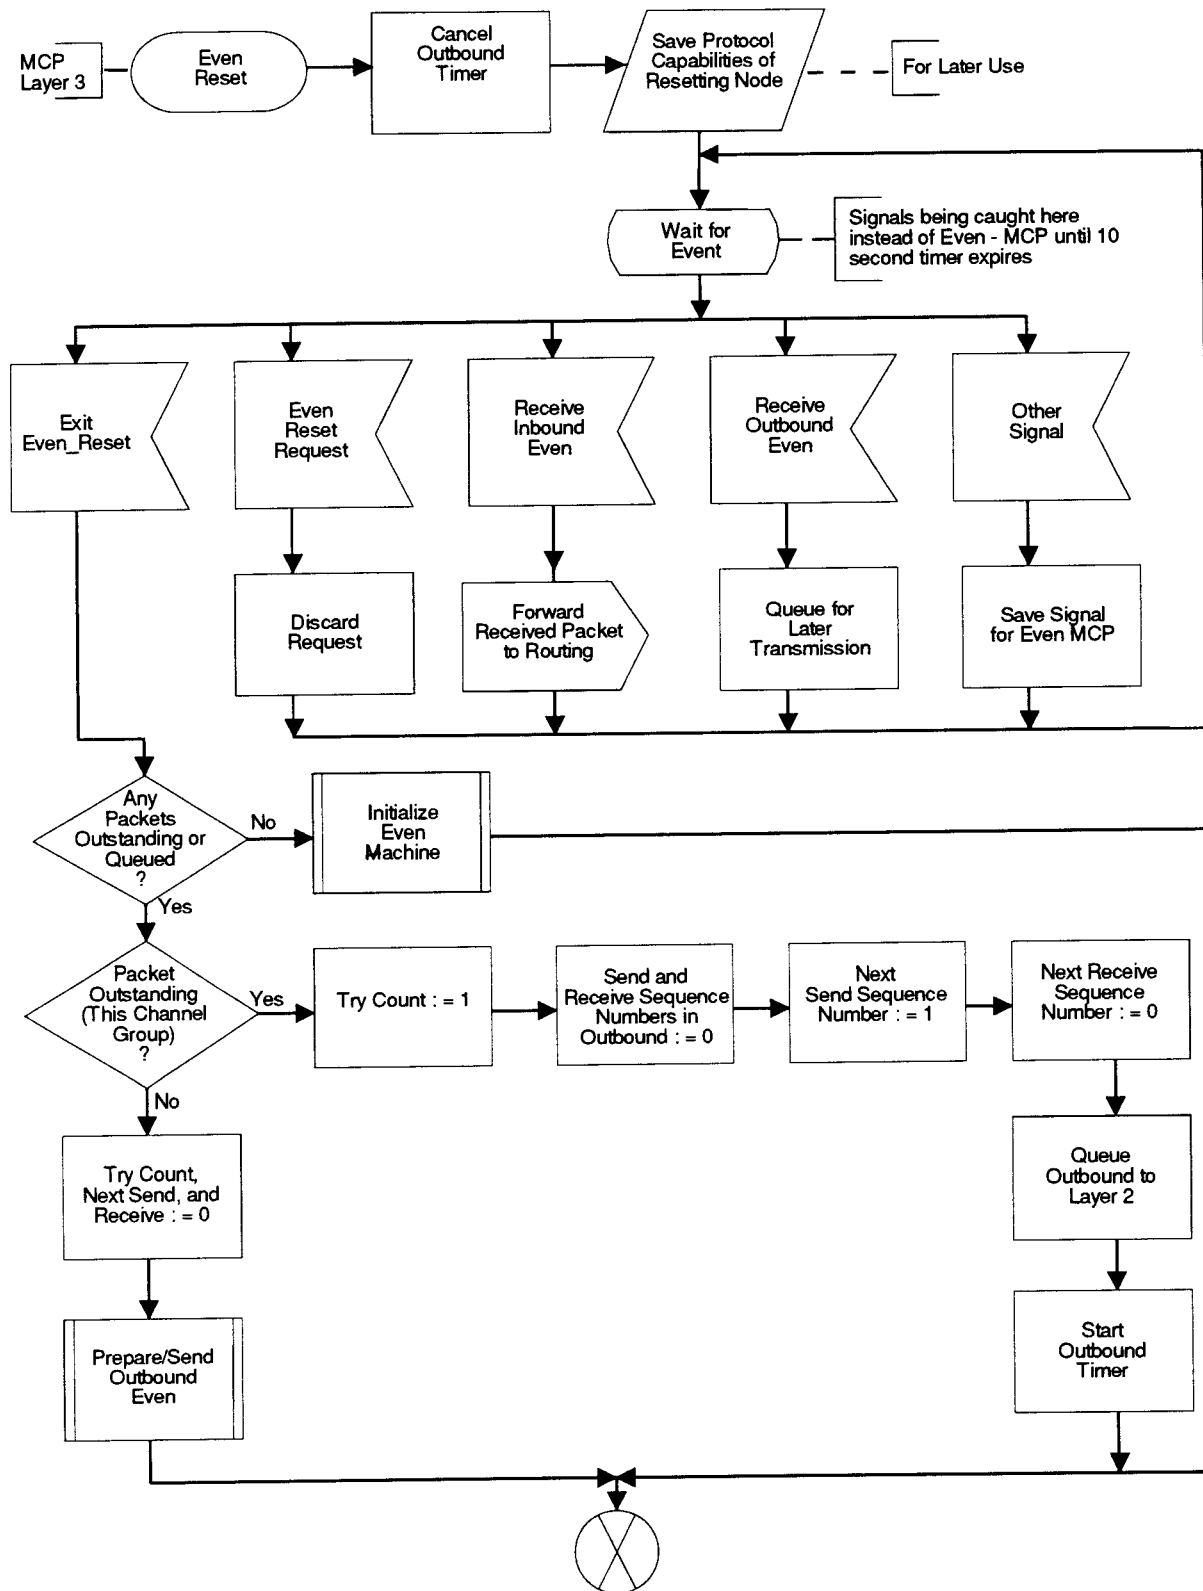 MCP
Layer 3
Even
Reset
Cancel
Outbound
Timer
Save Protocol
Capabilities of
Resetting Node
For Later Use
Wait for
Event
Signals being caught here
instead of Even - MCP until 10
second timer expires
Exit
Even_Reset
Even
Reset
Request
Receive
Inbound
Even
Receive
Outbound
Even
Other
Signal
Discard
Request
Forward
Received Packet
to Routing
Queue for
Later
Transmission
Save Signal
for Even MCP
Any
Packets
Outstanding or
Queued
?
No
Initialize
Even
Machine
Yes
Packet
Outstanding
(This Channel
Group)
?
Yes
Try Count : = 1
Send and
Receive Sequence
Numbers in
Outbound : = 0
Next
Send Sequence
Number : = 1
Next Receive
Sequence
Number : = 0
No
Try Count,
Next Send, and
Receive : = 0
Queue
Outbound to
Layer 2
Prepare/Send
Outbound
Even
Start
Outbound
Timer